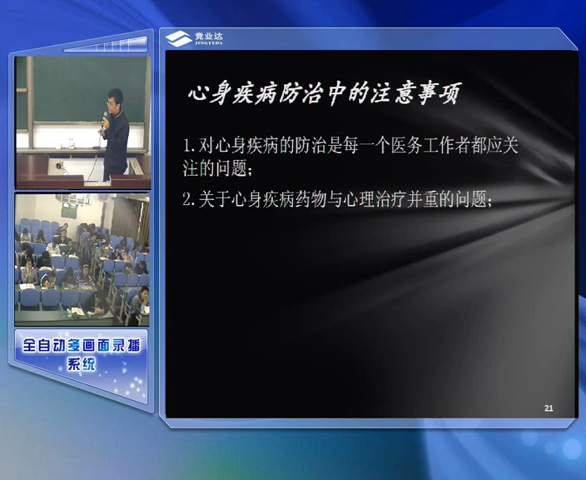 竞业达
JINGYEDA
心身疾病防治中的注意事项
1.对心身疾病的防治是每一个医务工作者都应关
注的问题;
2.关于心身疾病药物与心理治疗并重的问题;
全自动多画面录播
系统
21